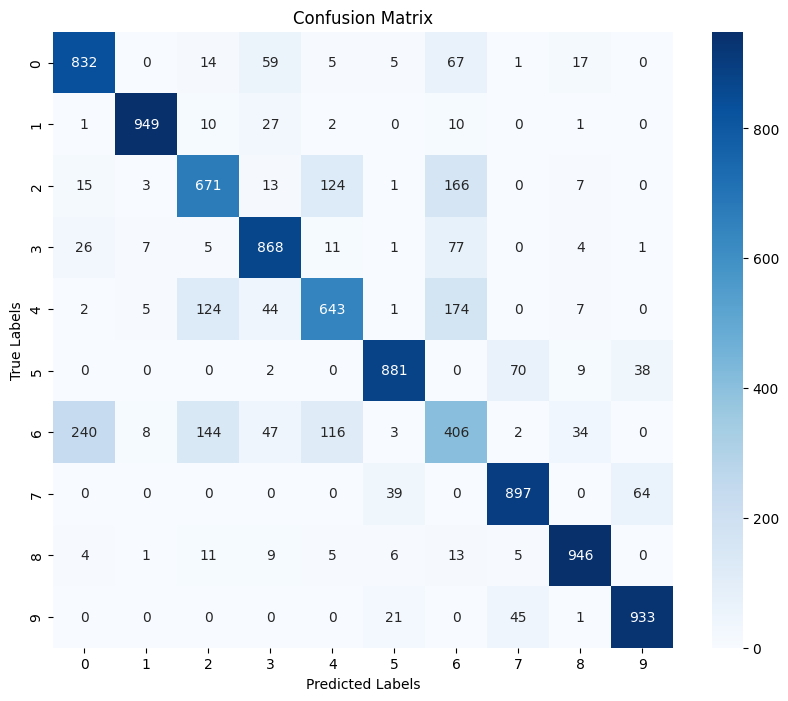 Confusion Matrix
0 832 0 14 59 5 5 67 1 17 0
1 1 949 10 27 2 0 10 0 1 0
2 15 3 671 13 124 1 166 0 7 0
3 26 7 5 868 11 1 77 0 4 1
4 2 5 124 44 643 1 174 0 7 0
5 0 0 0 2 0 881 0 70 9 38
6 240 8 144 47 116 3 406 2 34 0
7 0 0 0 0 0 39 0 897 0 64
8 4 1 11 9 5 6 13 5 946 0
9 0 0 0 0 0 21 0 45 1 933
0 1 2 3 4 5 6 7 8 9
Predicted Labels
True Labels
800
600
400
200
0